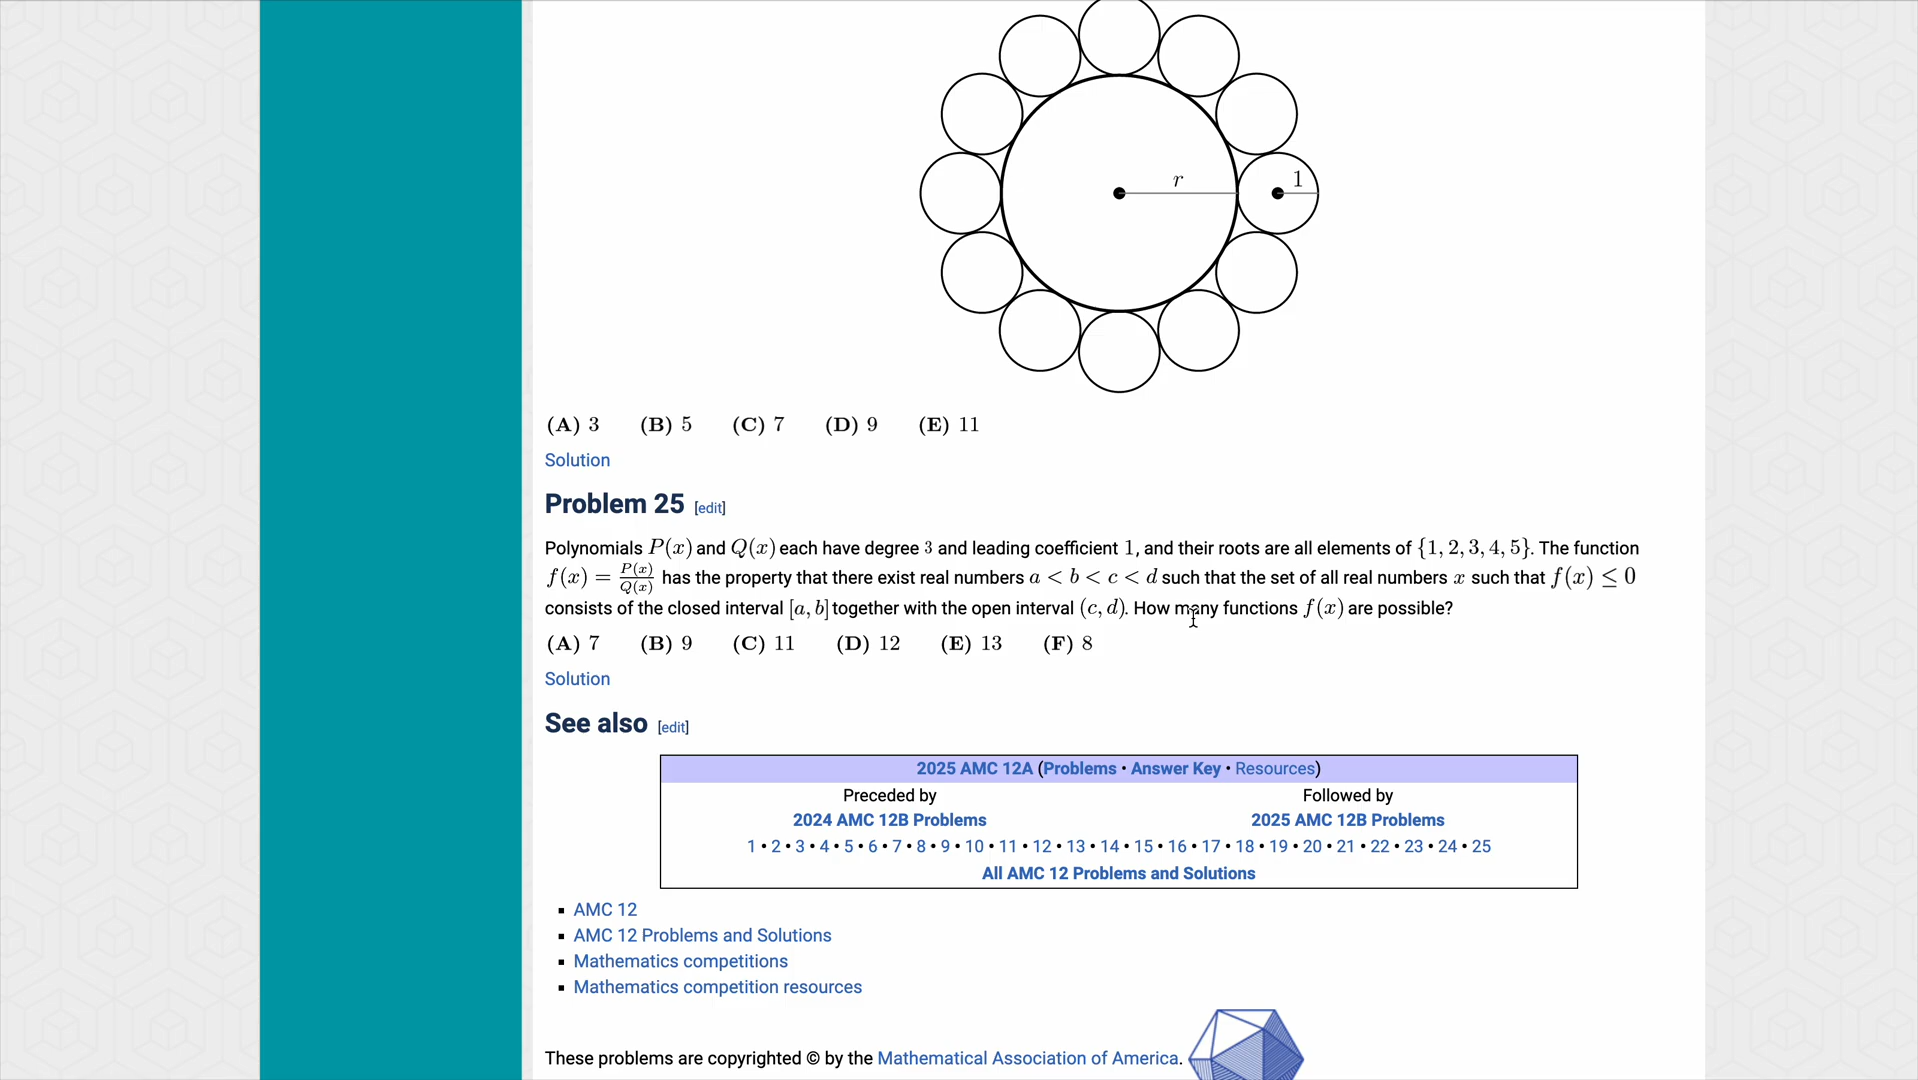 r
1
(A) 3 (B) 5 (C) 7 (D) 9 (E) 11
Solution
Problem 25 [edit]
Polynomials P(x) and Q(x) each have degree 3 and leading coefficient 1, and their roots are all elements of {1, 2, 3, 4, 5}. The function
f(x) = P(x)/Q(x) has the property that there exist real numbers a < b < c < d such that the set of all real numbers x such that f(x) ≤ 0
consists of the closed interval [a, b] together with the open interval (c, d). How many functions f(x) are possible?
(A) 7 (B) 9 (C) 11 (D) 12 (E) 13 (F) 8
Solution
See also [edit]
2025 AMC 12A (Problems • Answer Key • Resources)
Preceded by
2024 AMC 12B Problems
Followed by
2025 AMC 12B Problems
1 • 2 • 3 • 4 • 5 • 6 • 7 • 8 • 9 • 10 • 11 • 12 • 13 • 14 • 15 • 16 • 17 • 18 • 19 • 20 • 21 • 22 • 23 • 24 • 25
All AMC 12 Problems and Solutions
▪ AMC 12
▪ AMC 12 Problems and Solutions
▪ Mathematics competitions
▪ Mathematics competition resources
These problems are copyrighted © by the Mathematical Association of America.